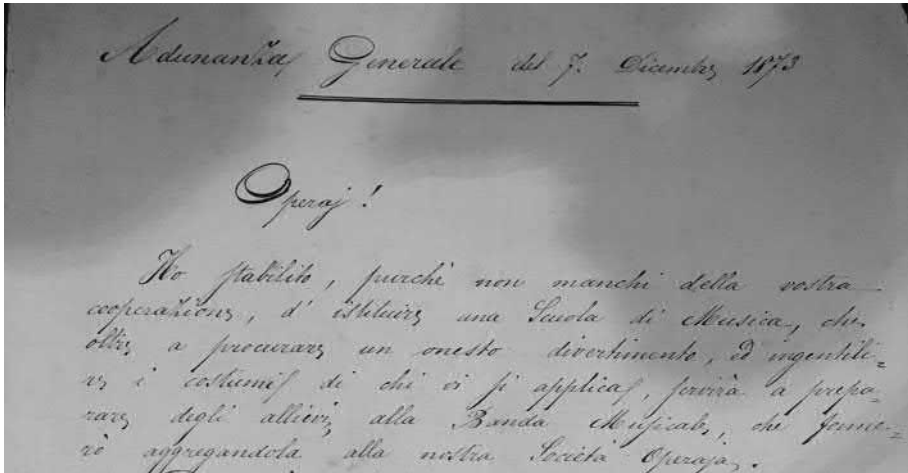 Adunanza Generale del 7. Dicembre 1873
Operaj!
Ho stabilito, purchè non manchi della vostra
cooperazione, d'istituire una Scuola di Musica, che
oltre a procurare un onesto divertimento, ed ingentili=
re i costumi di chi vi si applica, servirà a prepa-
rare degli allievi alla Banda Musicale, che forme=
rò aggregandola alla nostra Società Operaja.